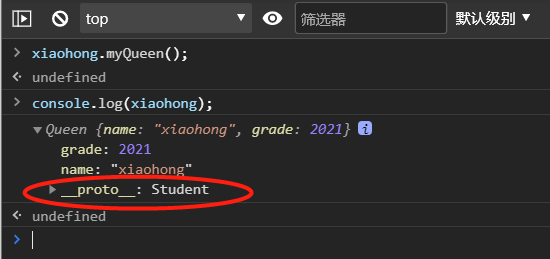 top 筛选器 默认级别
xiaohong.myQueen();
undefined
console.log(xiaohong);
Queen {name: "xiaohong", grade: 2021}
grade: 2021
name: "xiaohong"
__proto__: Student
undefined